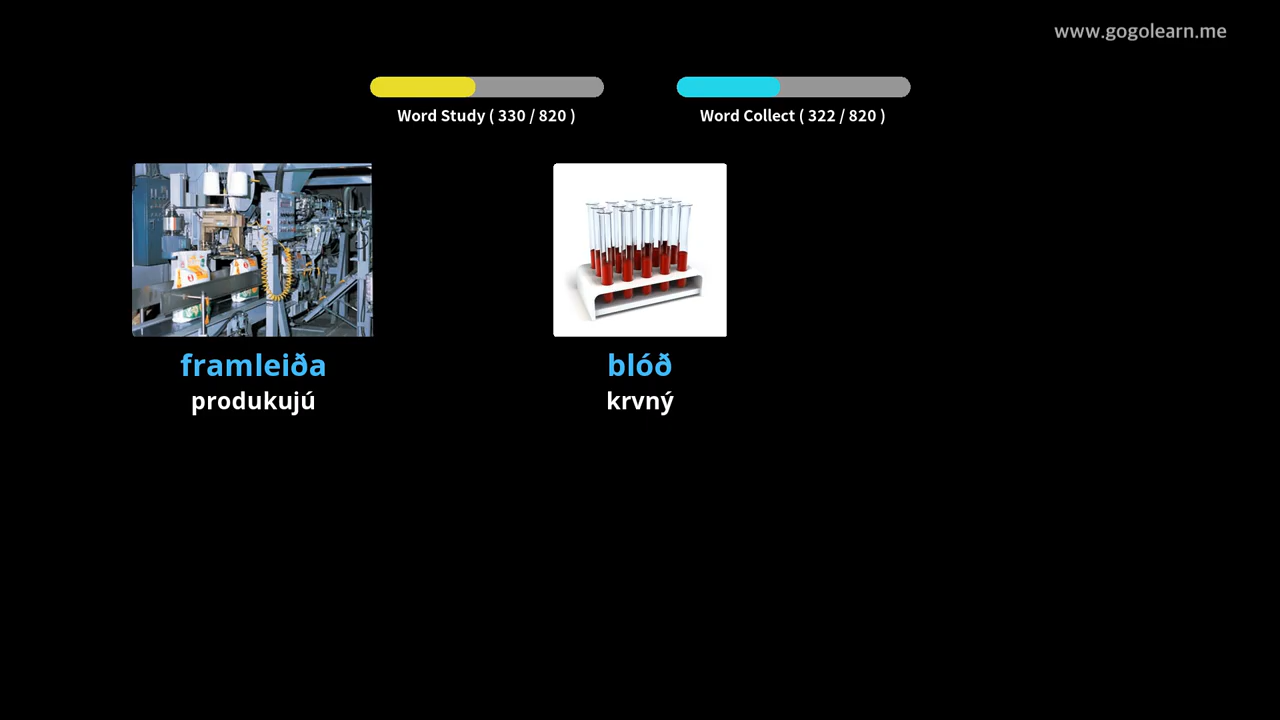 www.gogolearn.me
Word Study ( 330 / 820 )
Word Collect ( 322 / 820 )
framleiða
produkujú
blóð
krvný